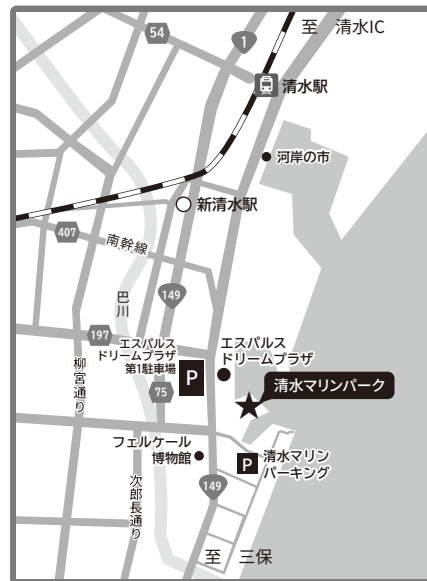 至 清水IC
54
1
清水駅
河岸の市
新清水駅
407
南幹線
149
巴川
197
エスパルス
ドリームプラザ
第1駐車場
P
エスパルス
ドリームプラザ
柳宮通り
75
清水マリンパーク
フェルケール
博物館
P
清水マリン
パーキング
次郎長通り
149
至 三保